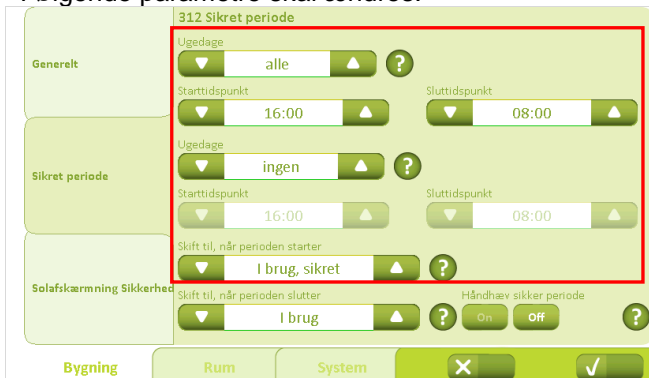 Følgende parametre skal ændres:
312 Sikret periode
Generelt
Ugedage
alle
?
Starttidspunkt
Sluttidspunkt
16:00
08:00
Sikret periode
Ugedage
ingen
?
Starttidspunkt
Sluttidspunkt
16:00
08:00
Skift til, når perioden starter
I brug, sikret
?
Solafskærmning Sikkerhed
Skift til, når perioden slutter
Håndhæv sikker periode
I brug
?
On
Off
?
Bygning
Rum
System